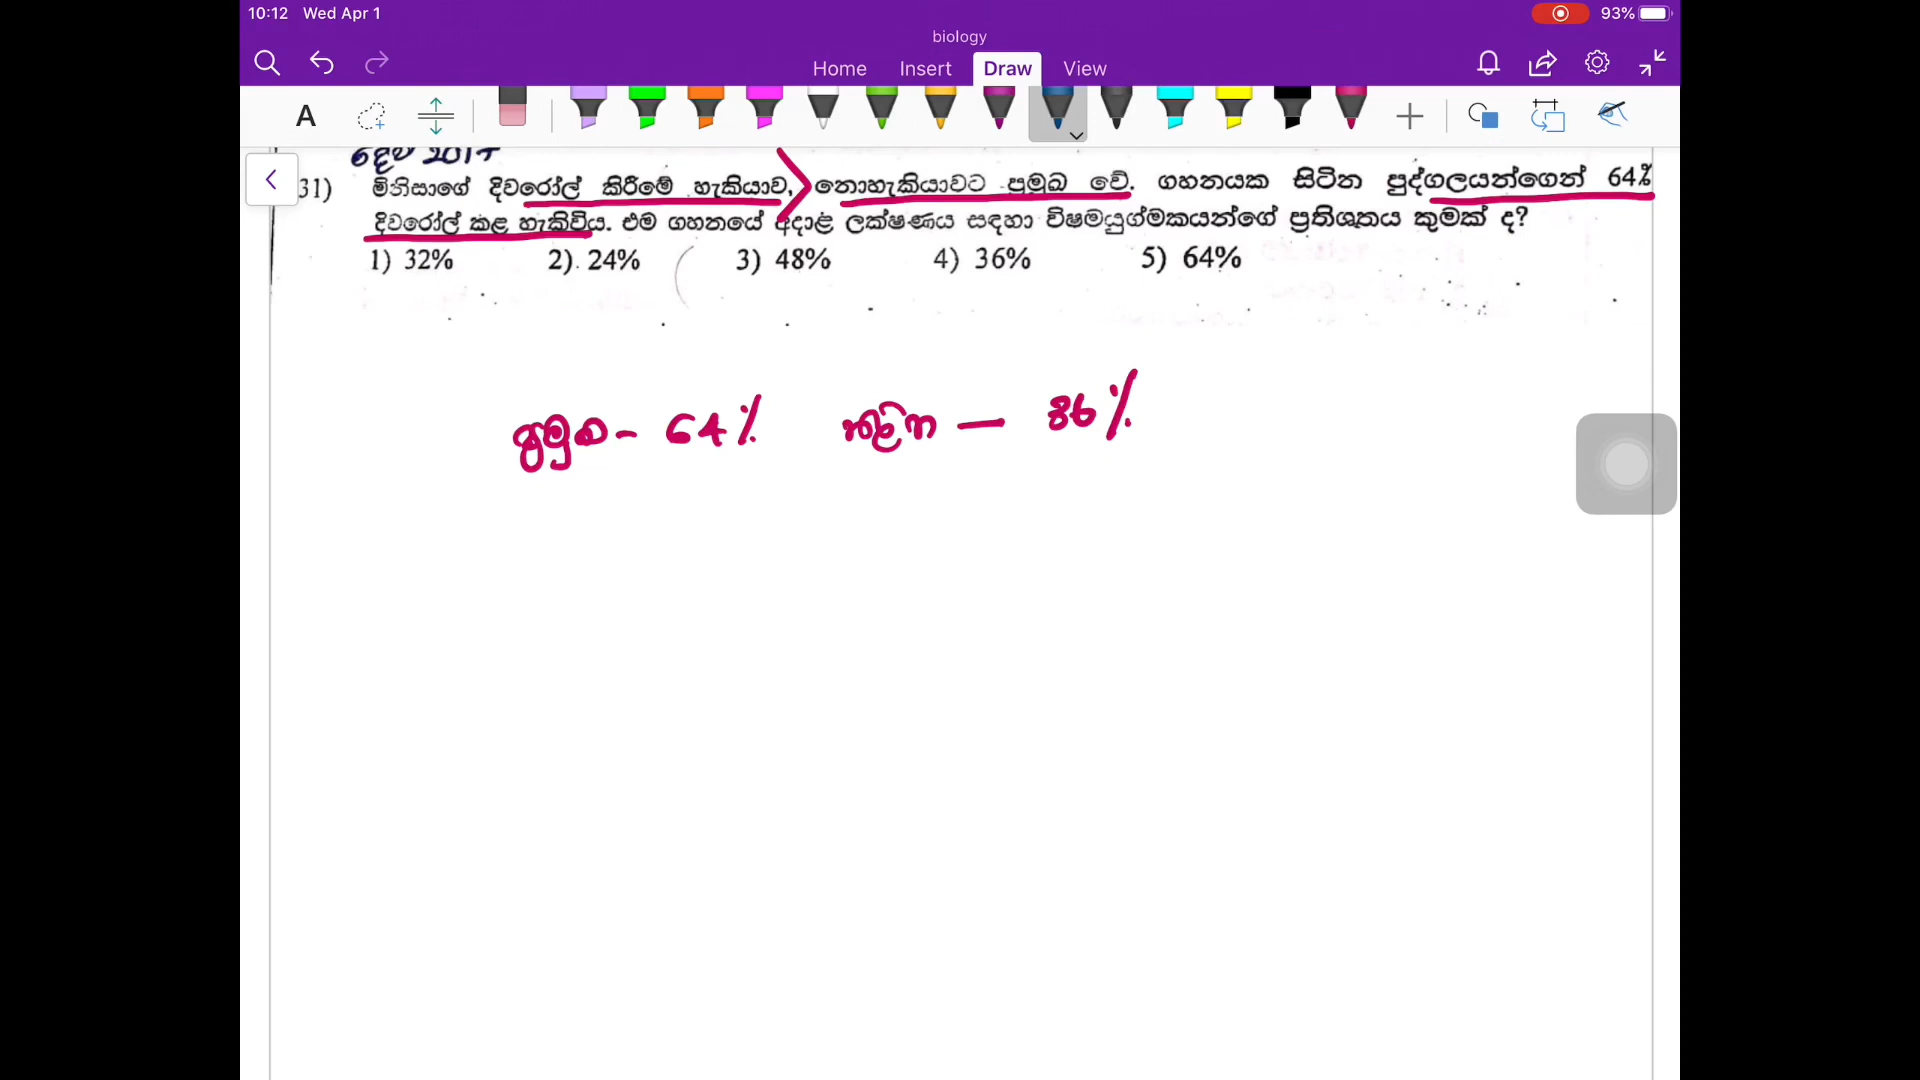 10:12 Wed Apr 1 93%
biology
Home Insert Draw View
A
දෙව 2017
31) මිනිසාගේ දිවරෝල් කිරීමේ හැකියාව, නොහැකියාවට ප්‍රමුඛ වේ. ගහනයක සිටින පුද්ගලයන්ගෙන් 64%
දිවරෝල් කළ හැකිවිය. එම ගහනයේ අදාළ ලක්ෂණය සඳහා විෂමයුග්මකයන්ගේ ප්‍රතිශතය කුමක් ද?
1) 32% 2). 24% 3) 48% 4) 36% 5) 64%
ප්‍රමුඛ - 64% නිලීන — 36%